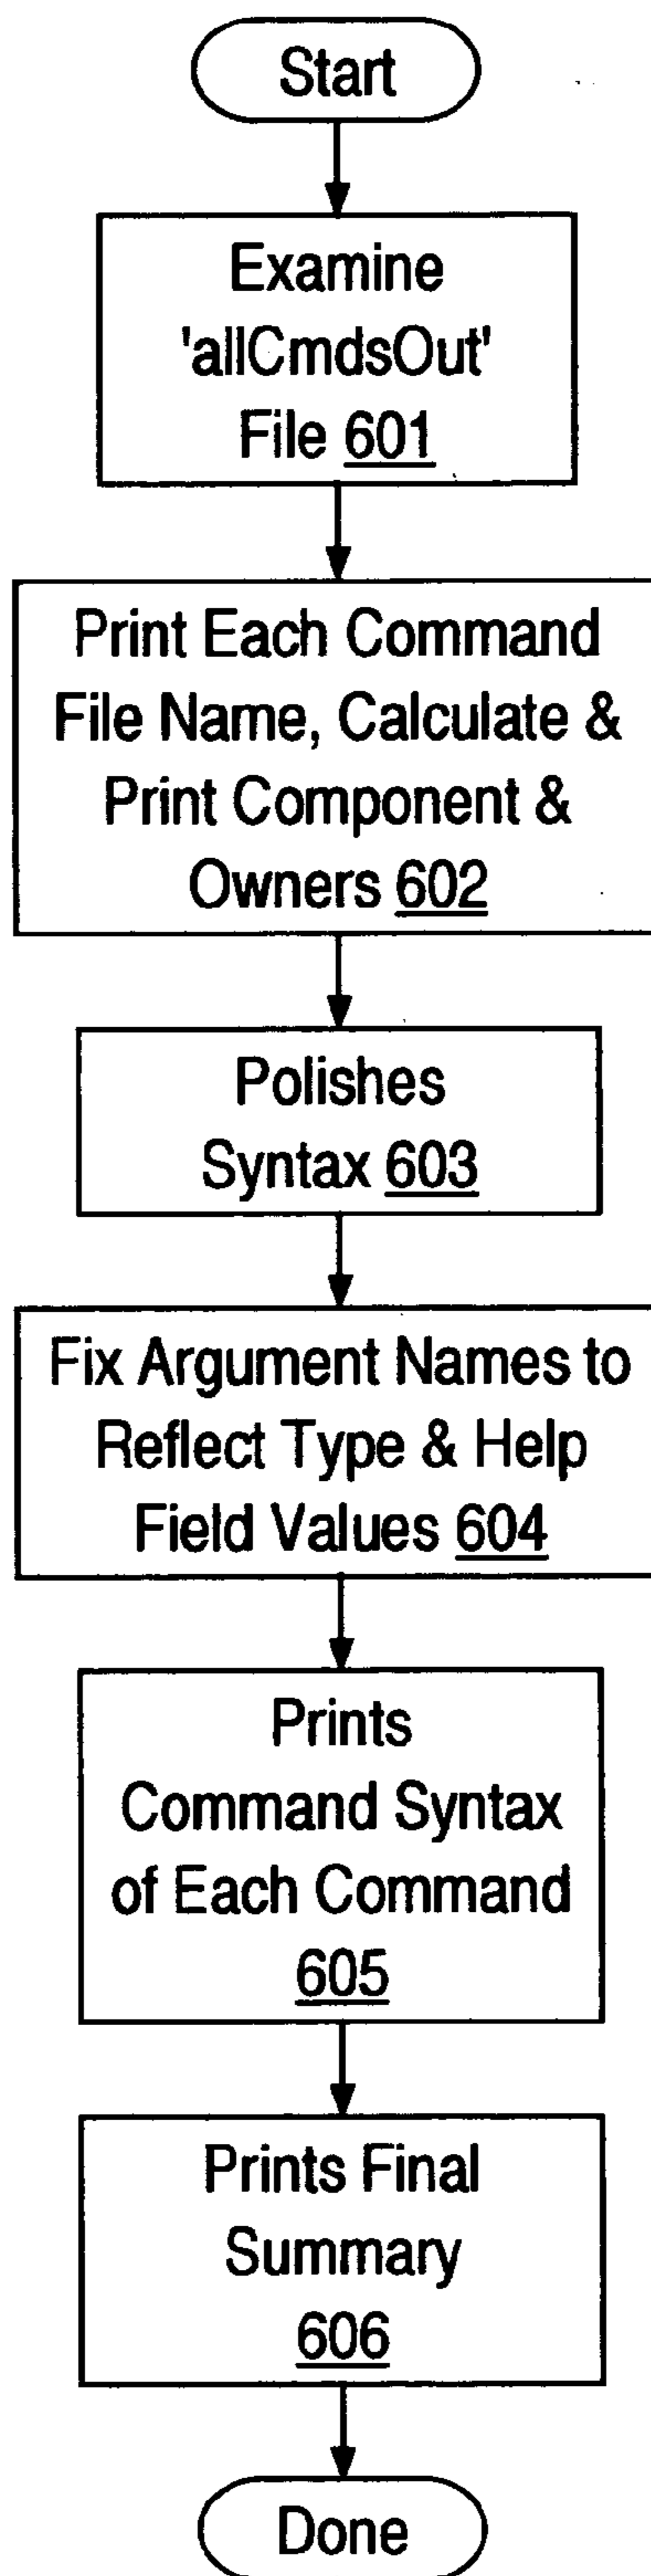 Start
Examine
'allCmdsOut'
File 601
Print Each Command
File Name, Calculate &
Print Component &
Owners 602
Polishes
Syntax 603
Fix Argument Names to
Reflect Type & Help
Field Values 604
Prints
Command Syntax
of Each Command
605
Prints Final
Summary
606
Done